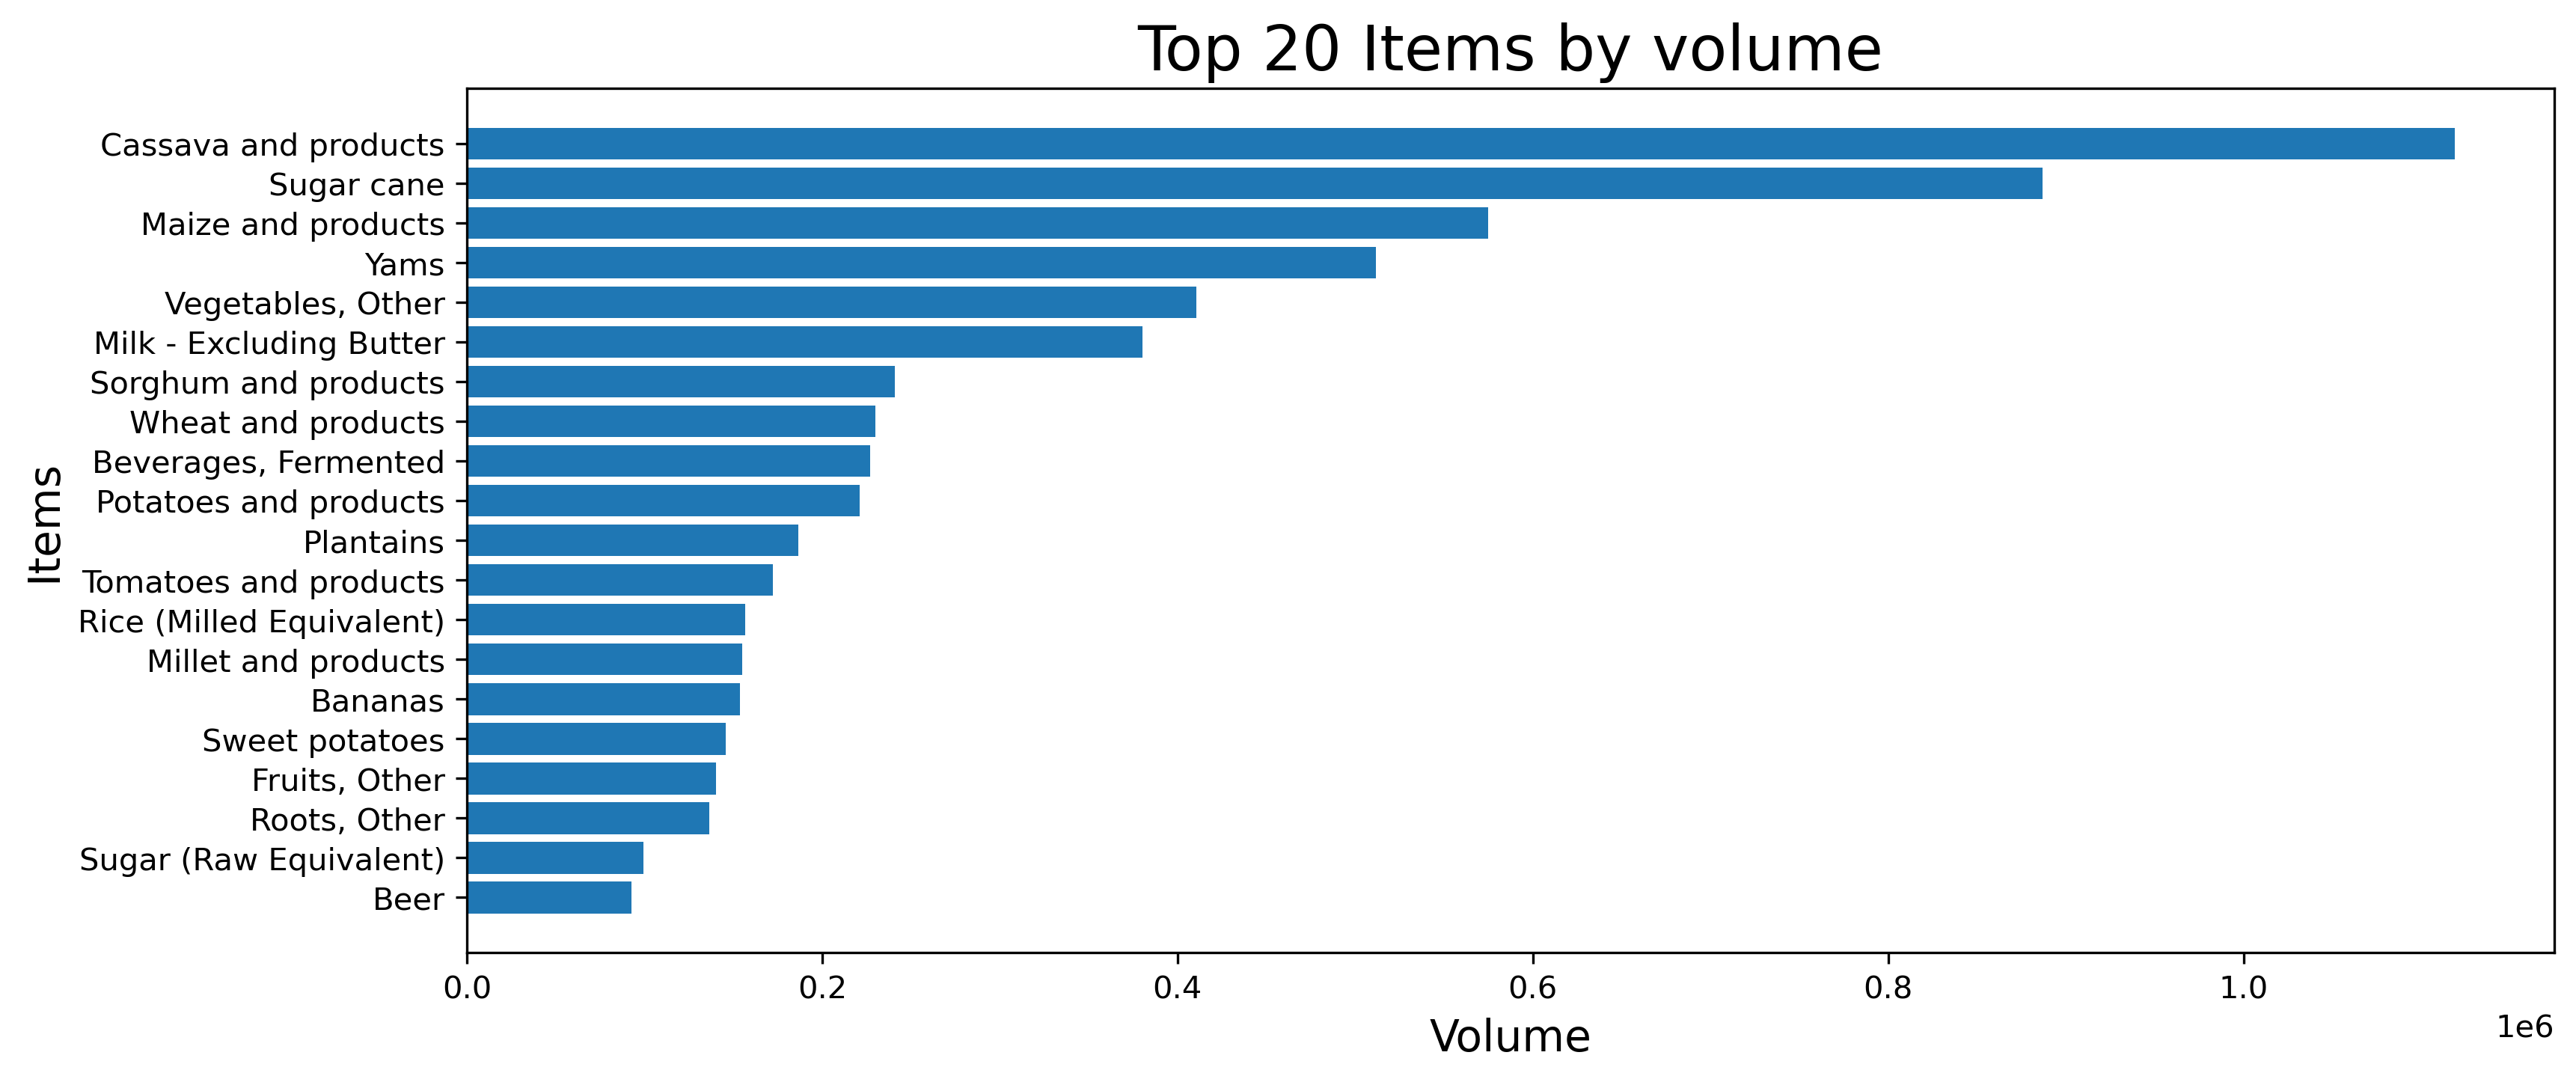 Top 20 Items by volume
Cassava and products
Sugar cane
Maize and products
Yams
Vegetables, Other
Milk - Excluding Butter
Sorghum and products
Wheat and products
Beverages, Fermented
Potatoes and products
Plantains
Tomatoes and products
Rice (Milled Equivalent)
Millet and products
Bananas
Sweet potatoes
Fruits, Other
Roots, Other
Sugar (Raw Equivalent)
Beer
Items
0.0 0.2 0.4 0.6 0.8 1.0
1e6
Volume